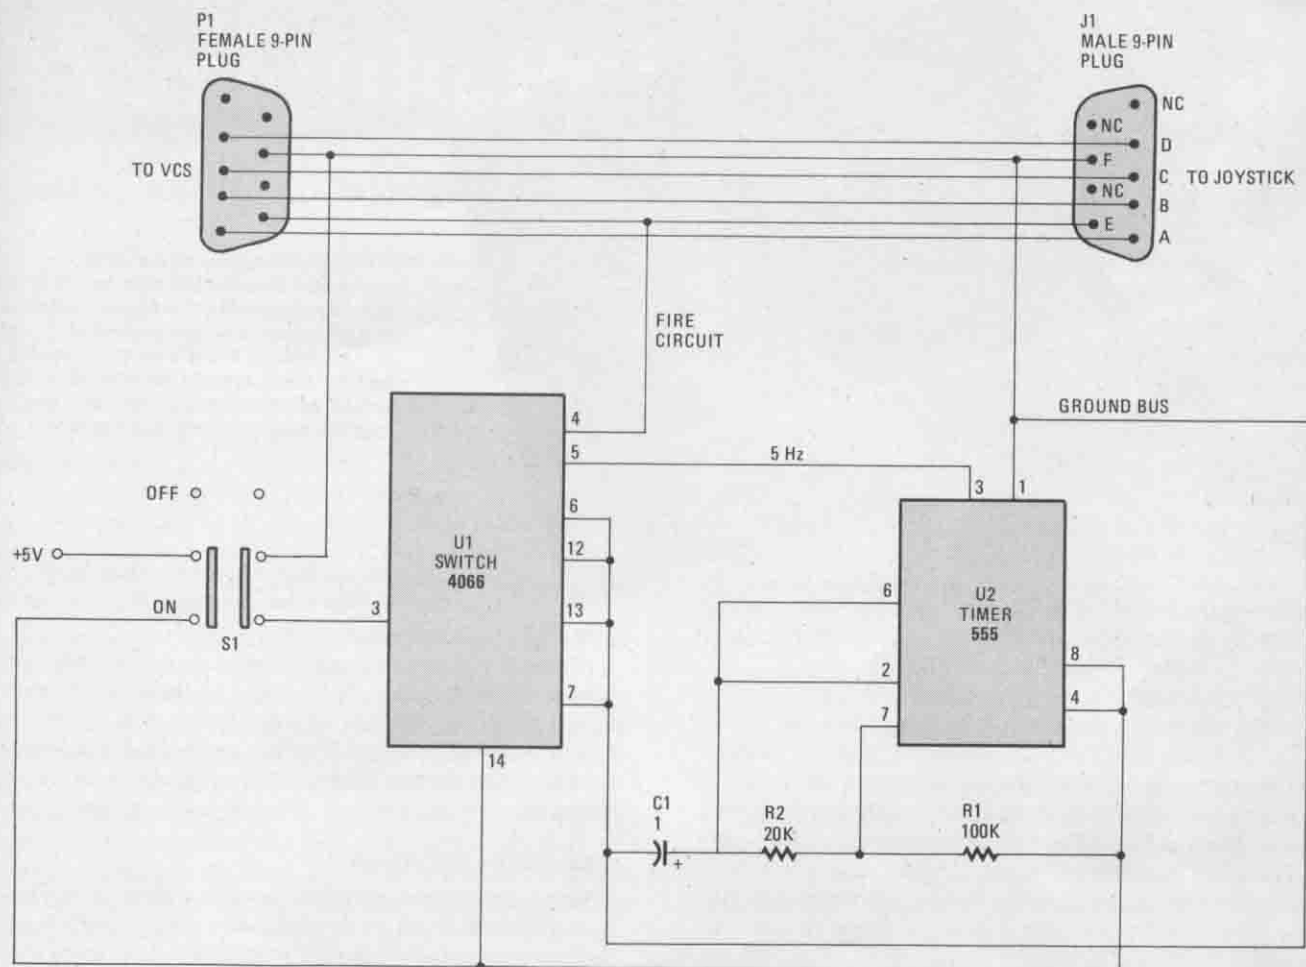 P1
FEMALE 9-PIN
PLUG
J1
MALE 9-PIN
PLUG
NC
NC
D
F
TO VCS
C
TO JOYSTICK
NC
B
E
A
FIRE
CIRCUIT
GROUND BUS
4
5
5 Hz
3
1
OFF
6
+5V
U1
SWITCH
4066
12
ON
3
13
S1
7
14
U2
TIMER
555
6
2
7
8
4
C1
1
+
R2
20K
R1
100K